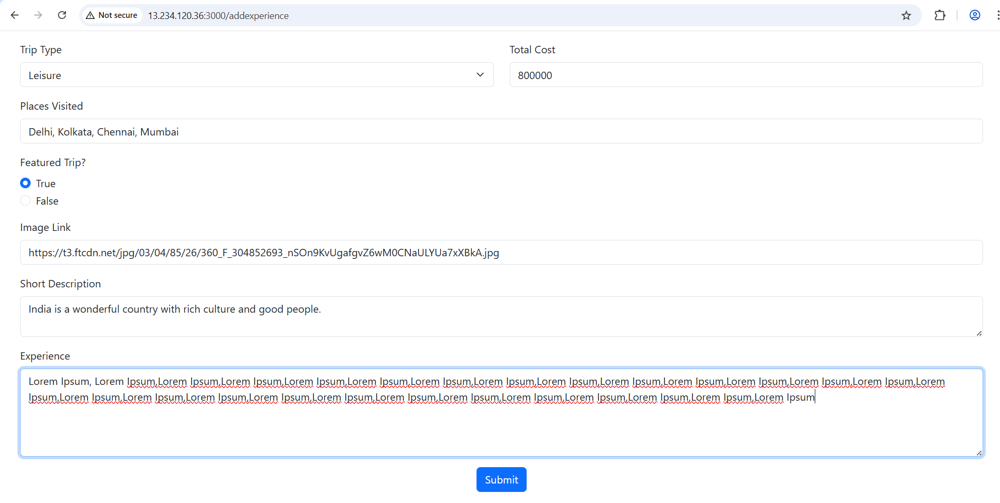 Not secure 13.234.120.36:3000/addexperience
Trip Type
Total Cost
Leisure
800000
Places Visited
Delhi, Kolkata, Chennai, Mumbai
Featured Trip?
True
False
Image Link
https://t3.ftcdn.net/jpg/03/04/85/26/360_F_304852693_nSOn9KvUgafgvZ6wM0CNaULYUa7xXBkA.jpg
Short Description
India is a wonderful country with rich culture and good people.
Experience
Lorem Ipsum, Lorem Ipsum,Lorem Ipsum,Lorem Ipsum,Lorem Ipsum,Lorem Ipsum,Lorem Ipsum,Lorem Ipsum,Lorem Ipsum,Lorem Ipsum,Lorem Ipsum,Lorem Ipsum,Lorem Ipsum,Lorem Ipsum,Lorem
Ipsum,Lorem Ipsum,Lorem Ipsum,Lorem Ipsum,Lorem Ipsum,Lorem Ipsum,Lorem Ipsum,Lorem Ipsum,Lorem Ipsum,Lorem Ipsum,Lorem Ipsum,Lorem Ipsum,Lorem Ipsum
Submit